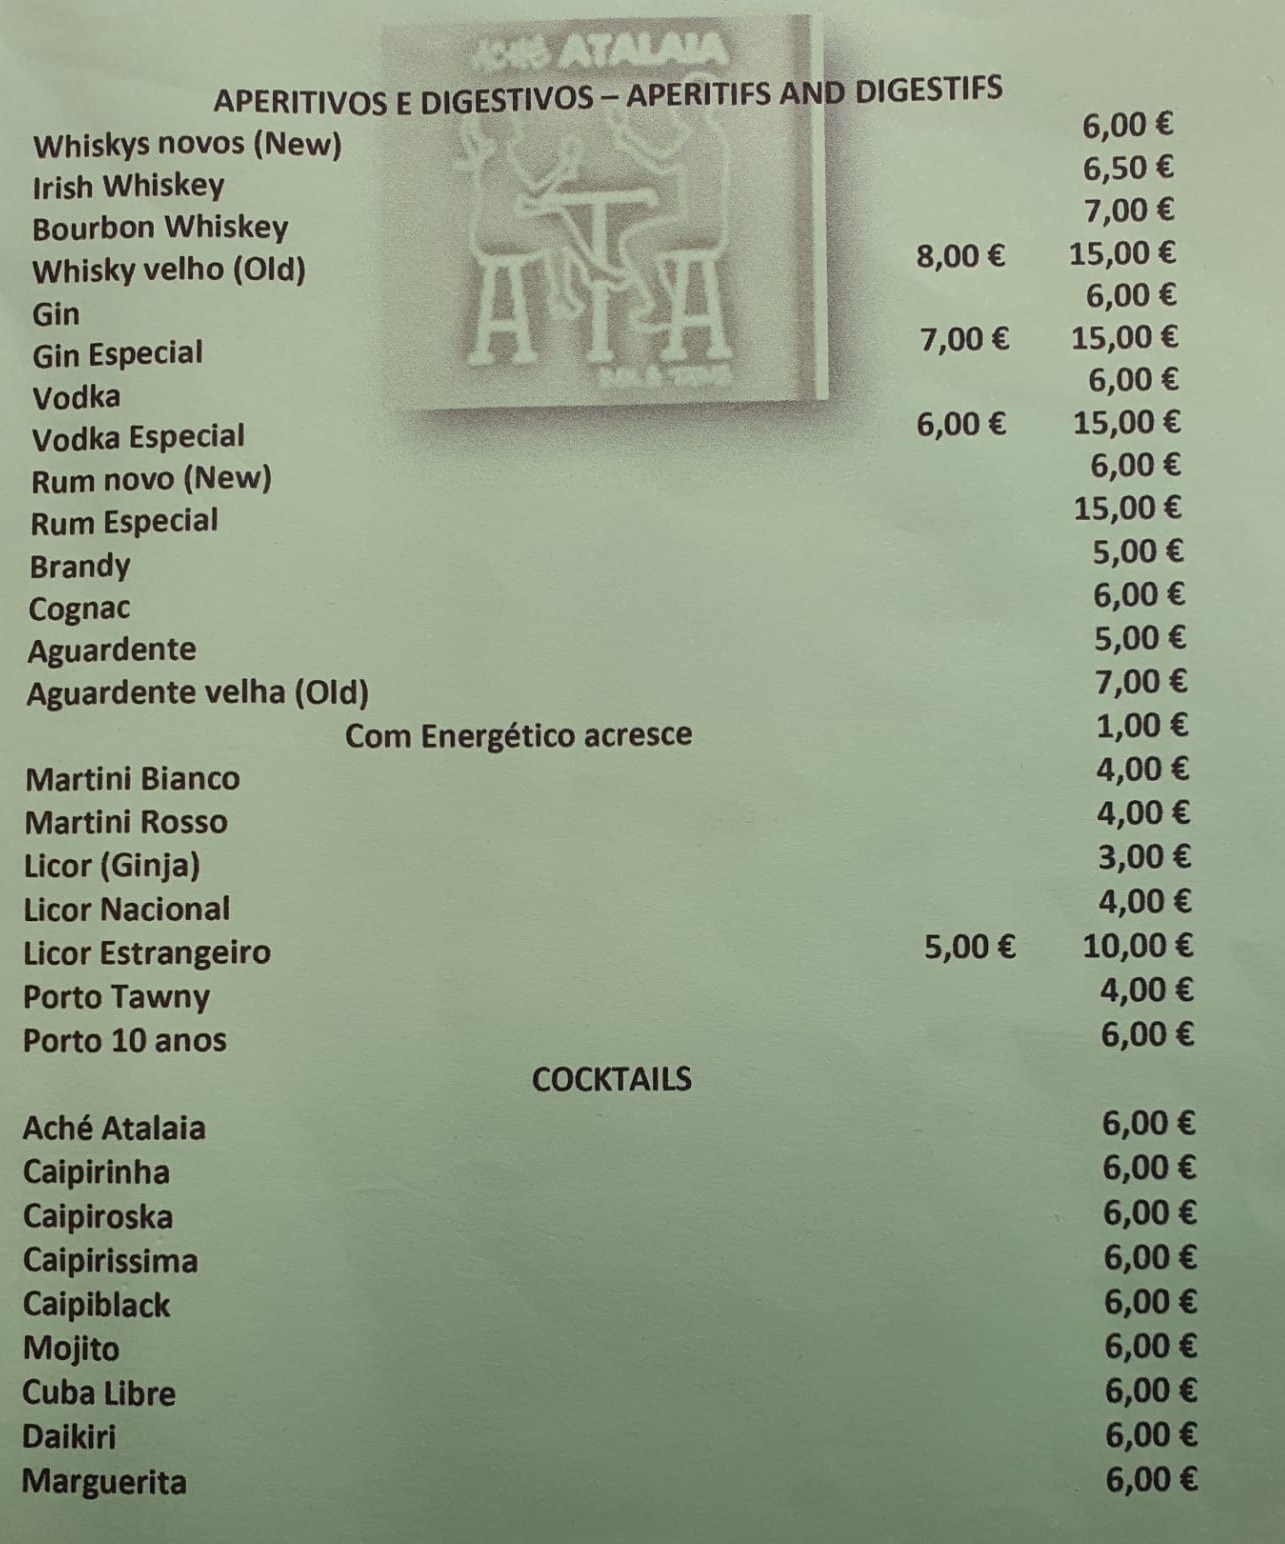 Aché ATALAIA
APERITIVOS E DIGESTIVOS – APERITIFS AND DIGESTIFS
Whiskys novos (New) 6,00 €
Irish Whiskey 6,50 €
Bourbon Whiskey 7,00 €
Whisky velho (Old) 8,00 € 15,00 €
Gin 6,00 €
Gin Especial 7,00 € 15,00 €
Vodka 6,00 €
Vodka Especial 6,00 € 15,00 €
Rum novo (New) 6,00 €
Rum Especial 15,00 €
Brandy 5,00 €
Cognac 6,00 €
Aguardente 5,00 €
Aguardente velha (Old) 7,00 €
Com Energético acresce 1,00 €
Martini Bianco 4,00 €
Martini Rosso 4,00 €
Licor (Ginja) 3,00 €
Licor Nacional 4,00 €
Licor Estrangeiro 5,00 € 10,00 €
Porto Tawny 4,00 €
Porto 10 anos 6,00 €
COCKTAILS
Aché Atalaia 6,00 €
Caipirinha 6,00 €
Caipiroska 6,00 €
Caipirissima 6,00 €
Caipiblack 6,00 €
Mojito 6,00 €
Cuba Libre 6,00 €
Daikiri 6,00 €
Marguerita 6,00 €